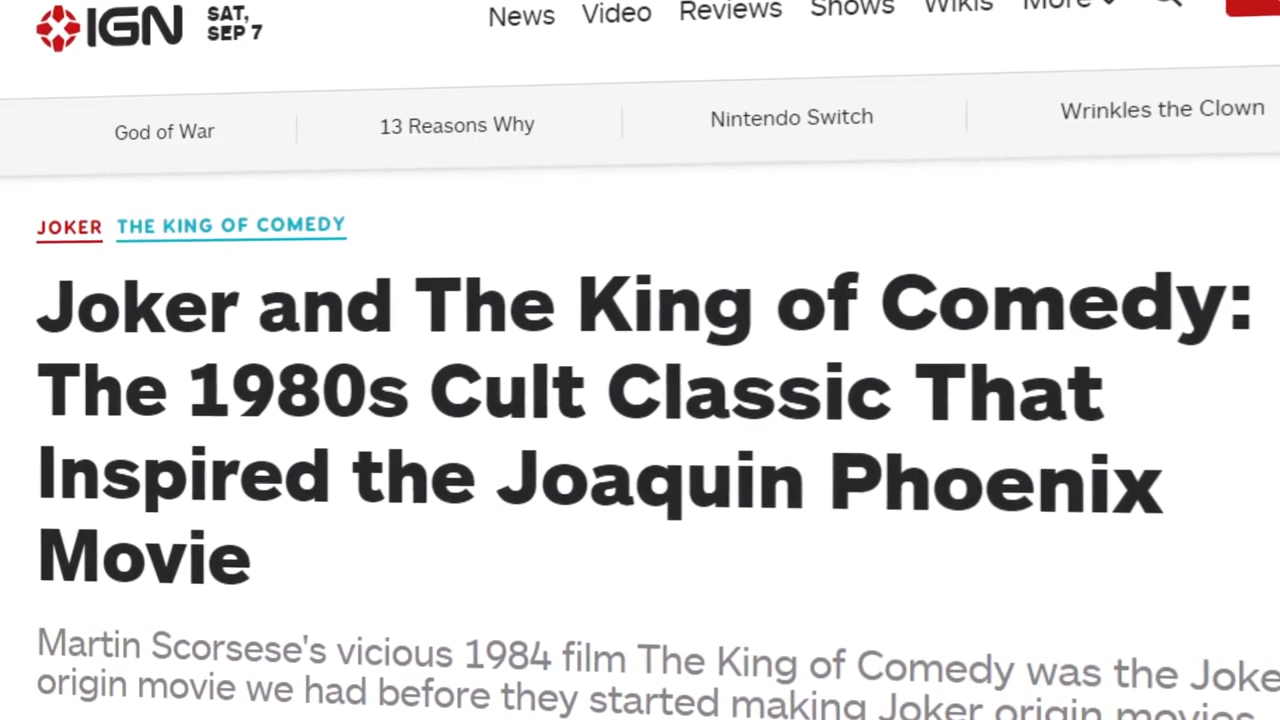 IGN SAT,
SEP 7
News Video Reviews Shows Wikis More
God of War 13 Reasons Why Nintendo Switch Wrinkles the Clown
JOKER THE KING OF COMEDY
Joker and The King of Comedy:
The 1980s Cult Classic That
Inspired the Joaquin Phoenix
Movie
Martin Scorsese's vicious 1984 film The King of Comedy was the Joke
origin movie we had before they started making Joker origin movies